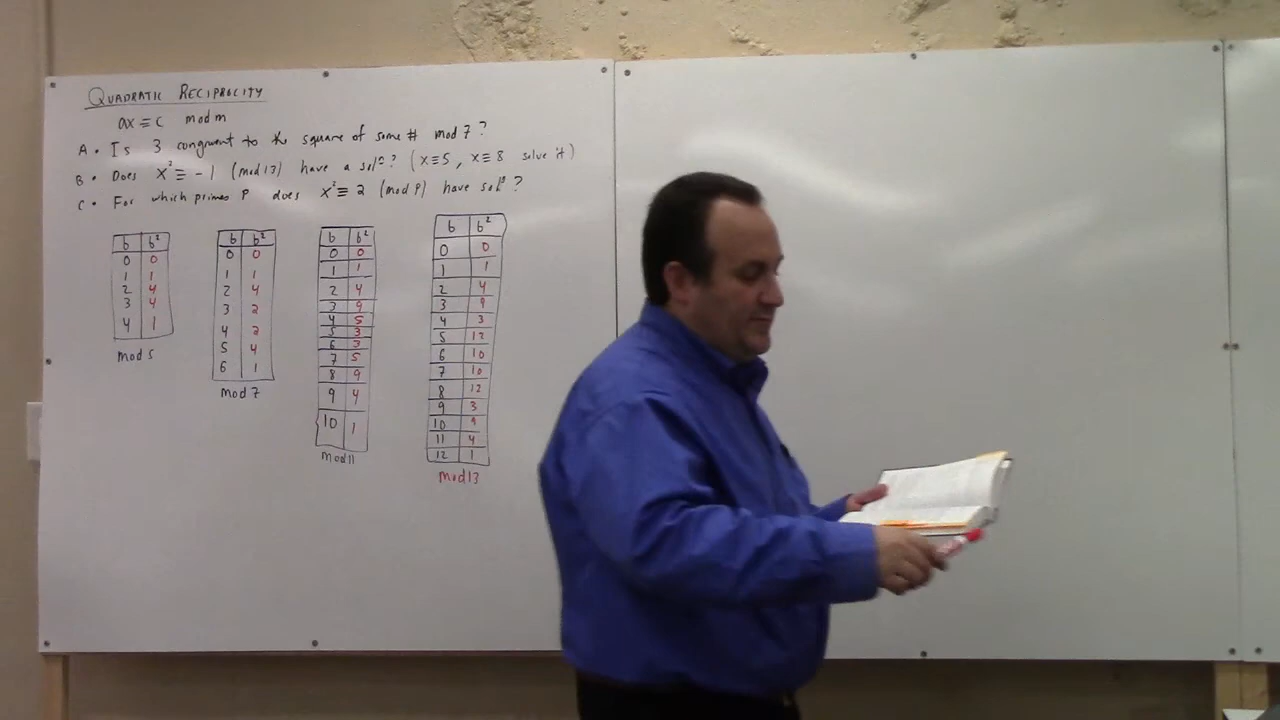 QUADRATIC RECIPROCITY
ax ≡ c mod m
A • Is 3 congruent to the square of some # mod 7?
B • Does x² ≡ -1 (mod 13) have a solⁿ? (x≡5, x≡8 solve it)
C • For which primes P does x² ≡ 2 (mod P) have solⁿ?
b b²
0 0
1 1
2 4
3 4
4 1
mod 5
b b²
0 0
1 1
2 4
3 2
4 2
5 4
6 1
mod 7
b b²
0 0
1 1
2 4
3 9
4 5
5 3
6 3
7 5
8 9
9 4
10 1
mod 11
b b²
0 0
1 1
2 4
3 9
4 3
5 12
6 10
7 10
8 12
9 3
10 9
11 4
12 1
mod 13